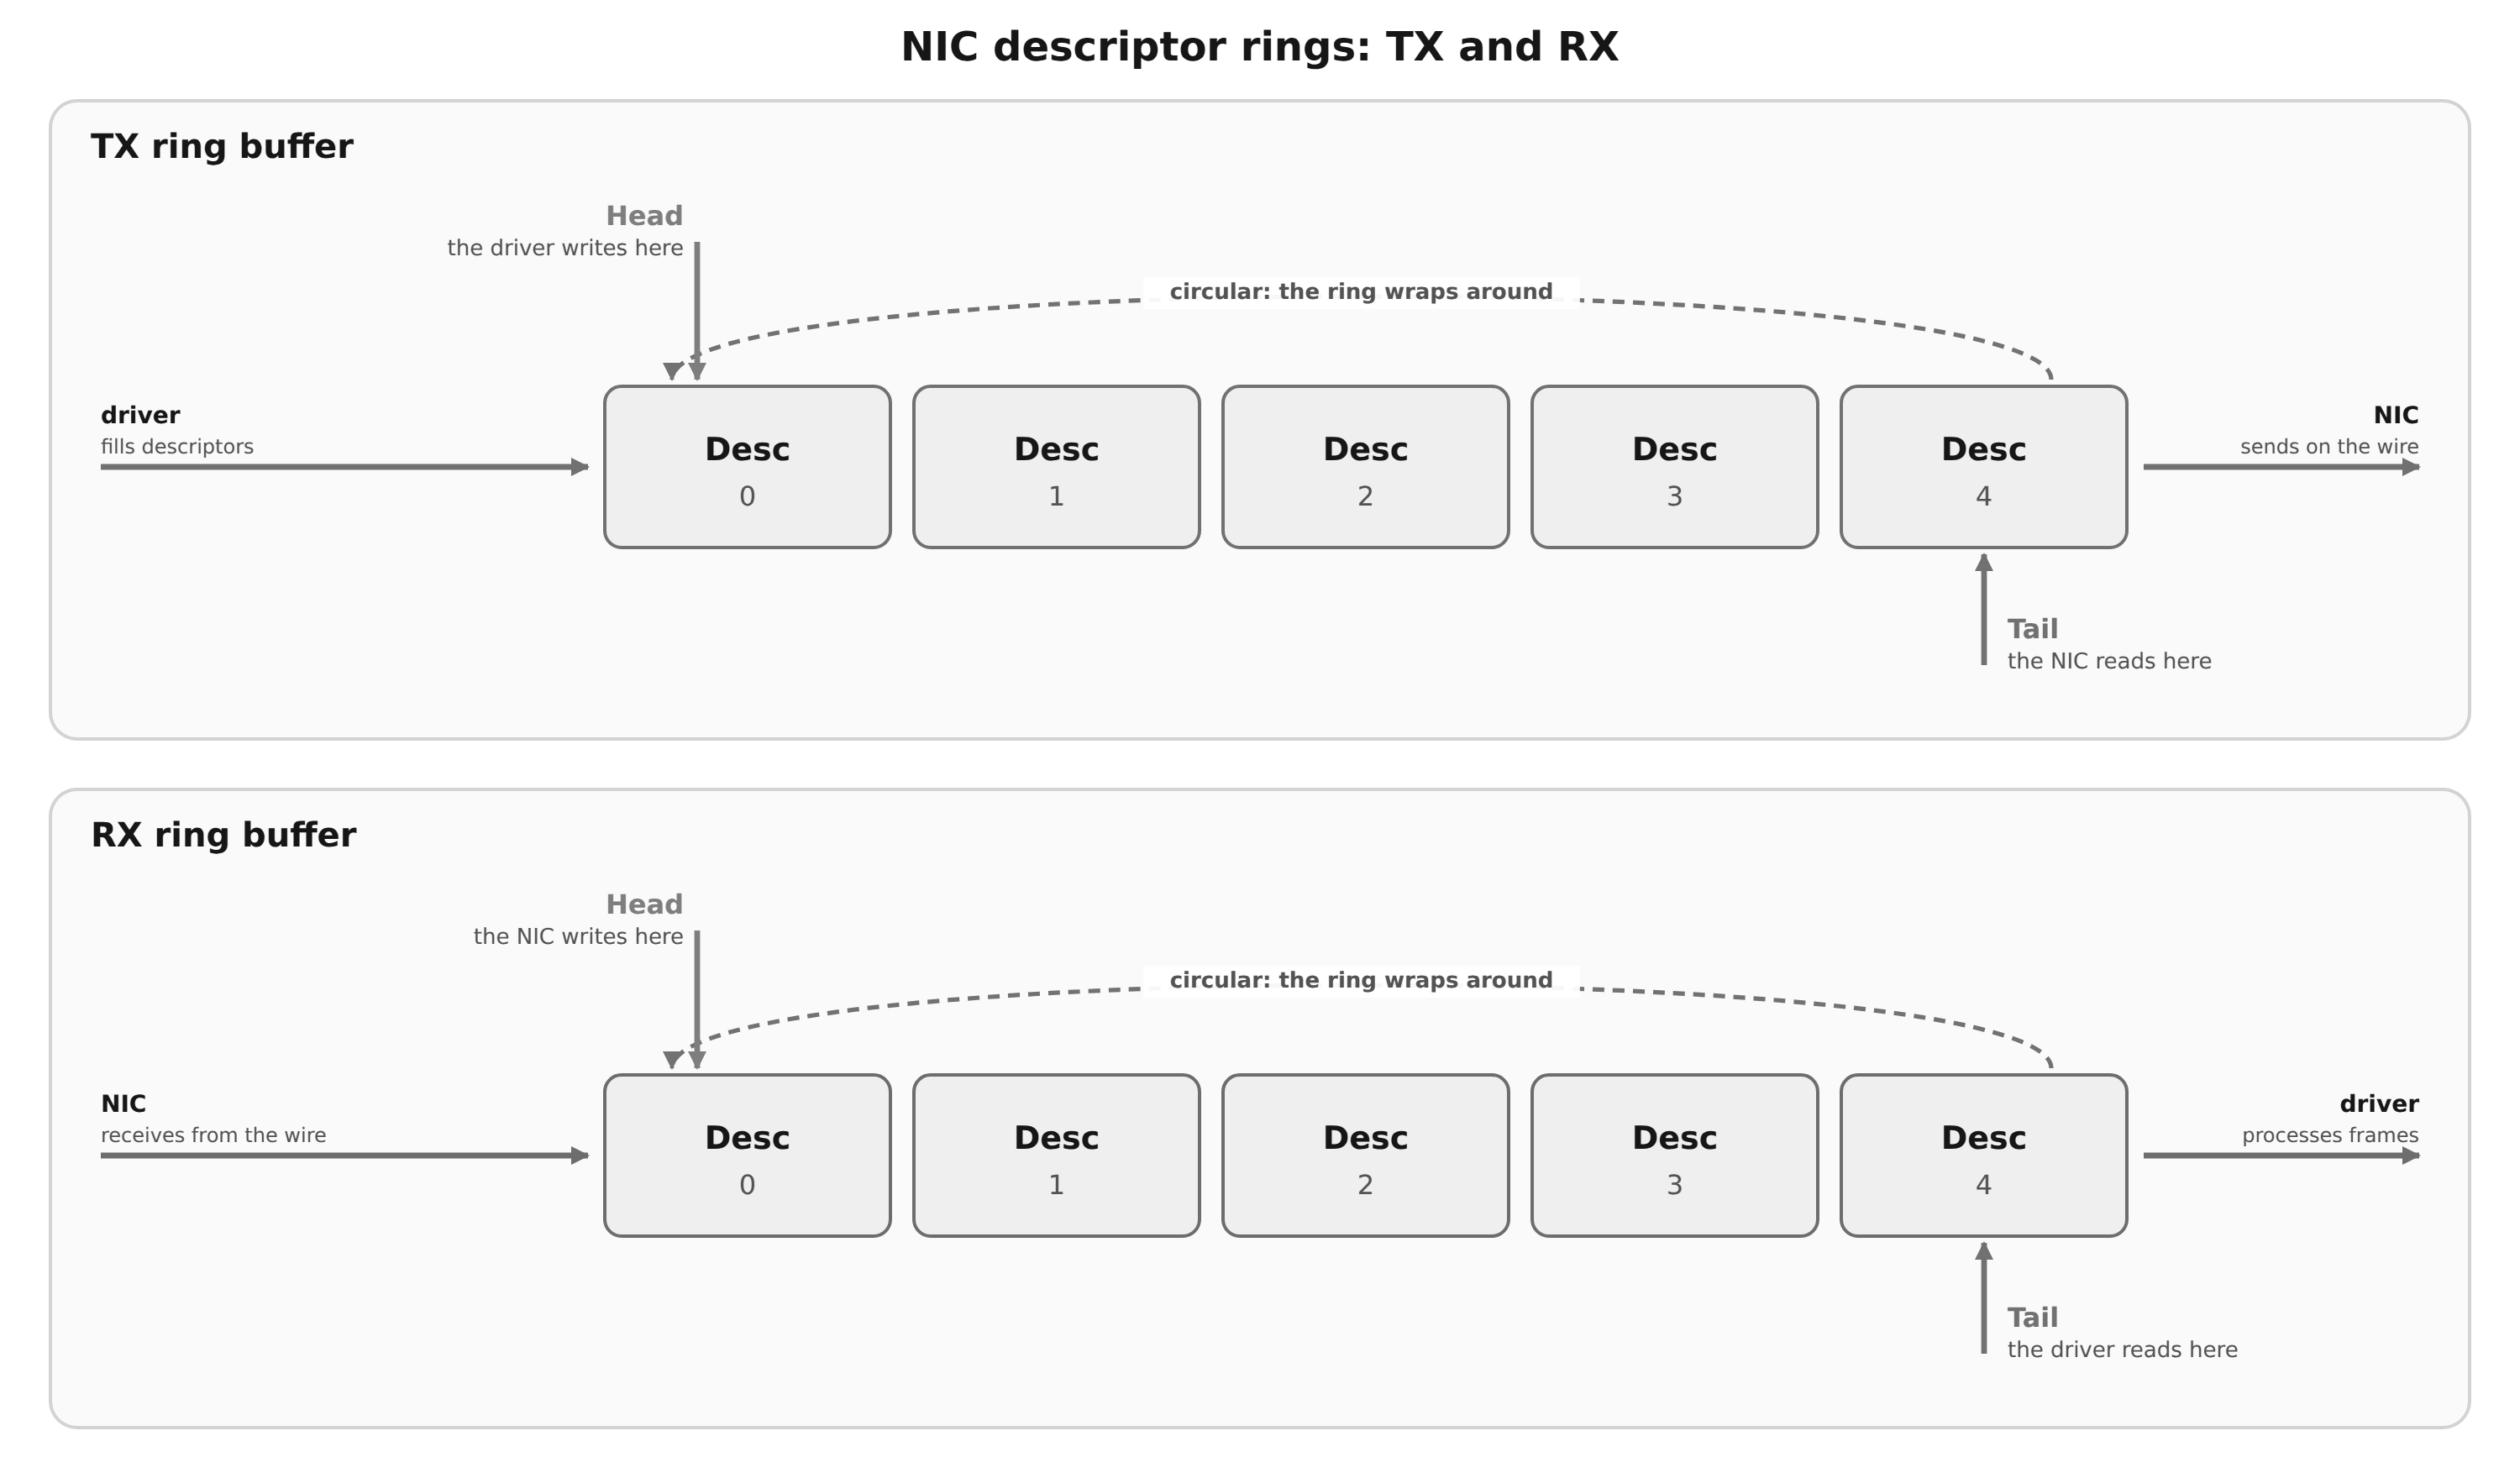 NIC descriptor rings: TX and RX
TX ring buffer
Head
the driver writes here
circular: the ring wraps around
driver
fills descriptors
Desc
0
Desc
1
Desc
2
Desc
3
Desc
4
NIC
sends on the wire
Tail
the NIC reads here
RX ring buffer
Head
the NIC writes here
circular: the ring wraps around
NIC
receives from the wire
Desc
0
Desc
1
Desc
2
Desc
3
Desc
4
driver
processes frames
Tail
the driver reads here